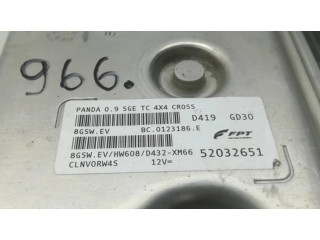 966.
PANDA 0.9 SGE TC 4X4 CROSS
D419 GD30
8GSW.EV BC.0123186.E
FPT
8GSW.EV/HW608/D432-XM66 52032651
CLNVORW4S 12V=